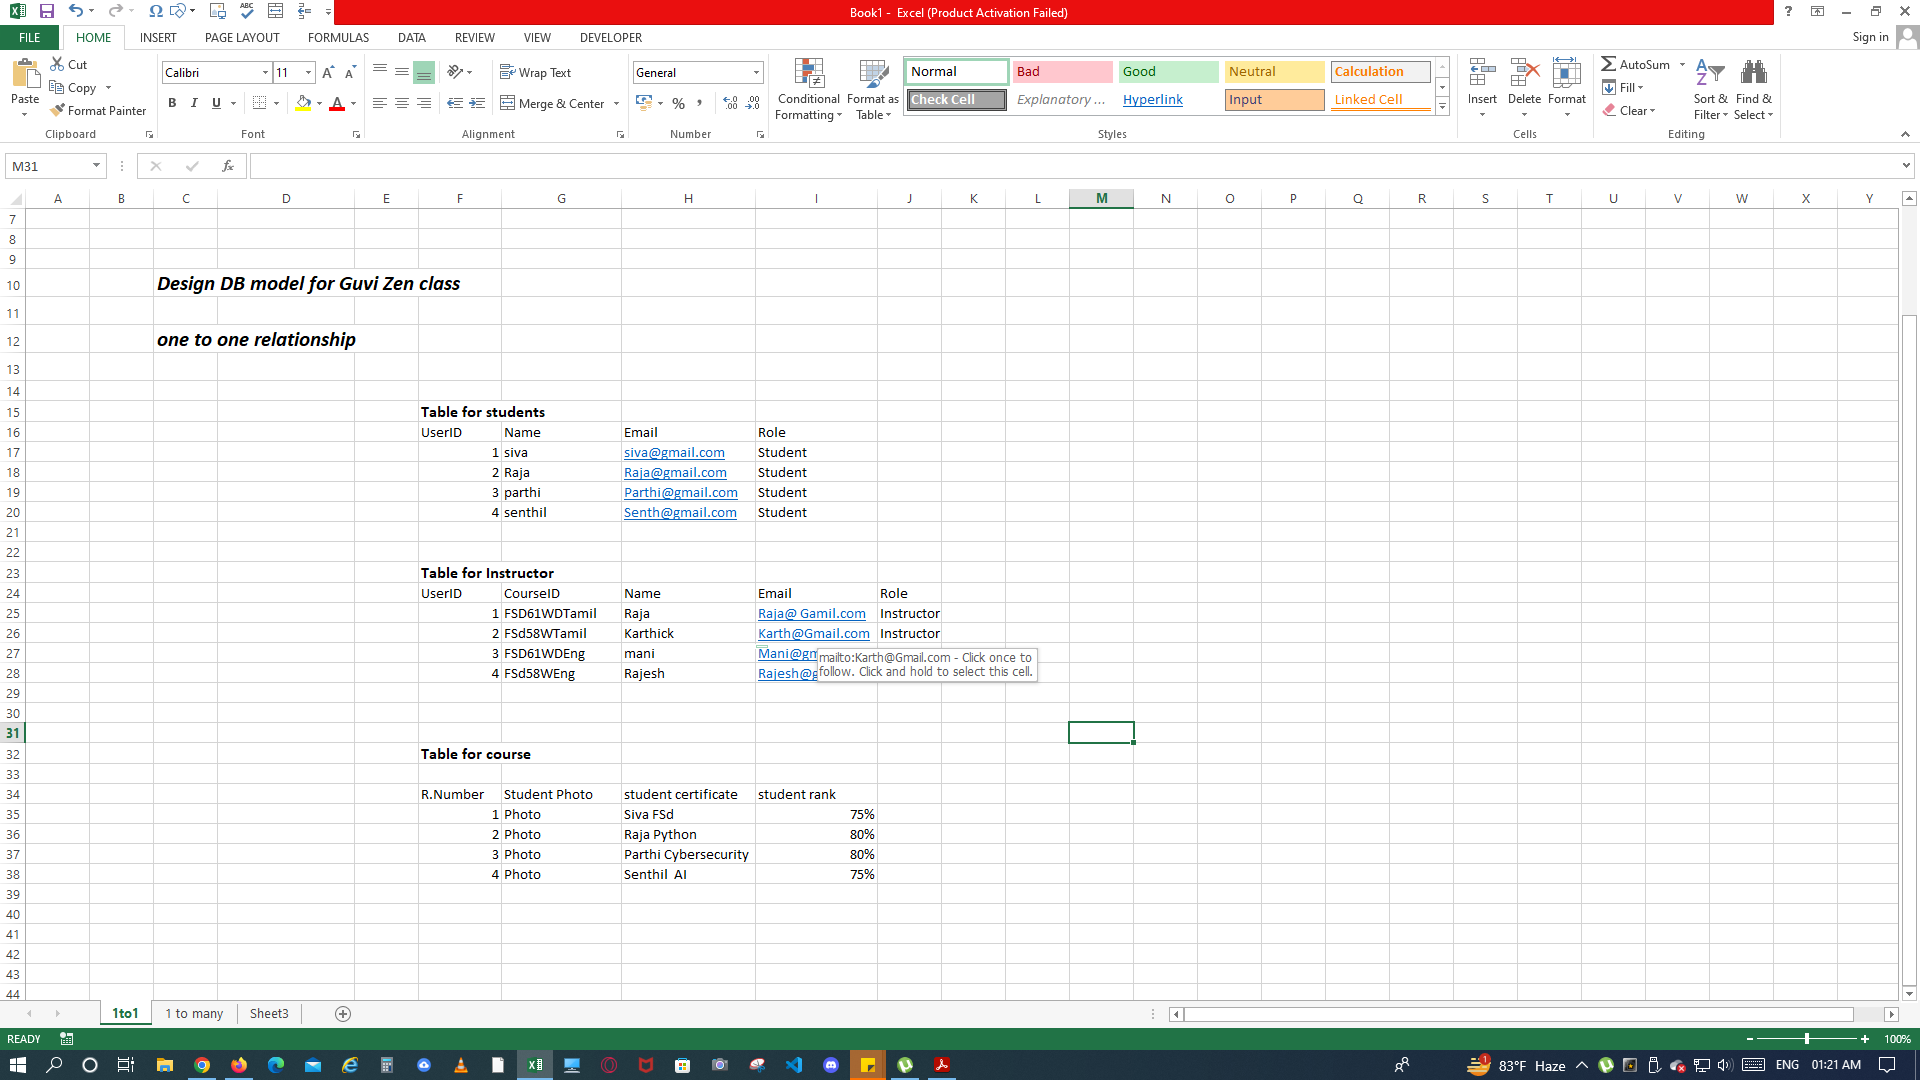 Book1 - Excel (Product Activation Failed)
FILE HOME INSERT PAGE LAYOUT FORMULAS DATA REVIEW VIEW DEVELOPER Sign in
Paste Cut Copy Format Painter Clipboard
Calibri 11 B I U Font
Wrap Text Merge & Center Alignment
General % , Number
Conditional Formatting Format as Table
Normal Bad Good Neutral Calculation
Check Cell Explanatory ... Hyperlink Input Linked Cell
Styles
Insert Delete Format Cells
AutoSum Fill Clear Sort & Filter Find & Select Editing
M31 fx
A B C D E F G H I J K L M N O P Q R S T U V W X Y
7
8
9
10 Design DB model for Guvi Zen class
11
12 one to one relationship
13
14
15 Table for students
16 UserID Name Email Role
17 1 siva siva@gmail.com Student
18 2 Raja Raja@gmail.com Student
19 3 parthi Parthi@gmail.com Student
20 4 senthil Senth@gmail.com Student
21
22
23 Table for Instructor
24 UserID CourseID Name Email Role
25 1 FSD61WDTamil Raja Raja@ Gamil.com Instructor
26 2 FSd58WTamil Karthick Karth@Gmail.com Instructor
27 3 FSD61WDEng mani Mani@gm
mailto:Karth@Gmail.com - Click once to
follow. Click and hold to select this cell.
28 4 FSd58WEng Rajesh Rajesh@g
29
30
31
32 Table for course
33
34 R.Number Student Photo student certificate student rank
35 1 Photo Siva FSd 75%
36 2 Photo Raja Python 80%
37 3 Photo Parthi Cybersecurity 80%
38 4 Photo Senthil AI 75%
39
40
41
42
43
44
1to1 1 to many Sheet3
READY 100%
1 83°F Haze ENG 01:21 AM